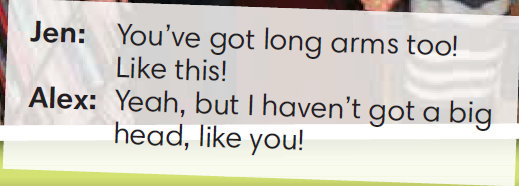 Jen: You've got long arms too!
Like this!
Alex: Yeah, but I haven't got a big
head, like you!